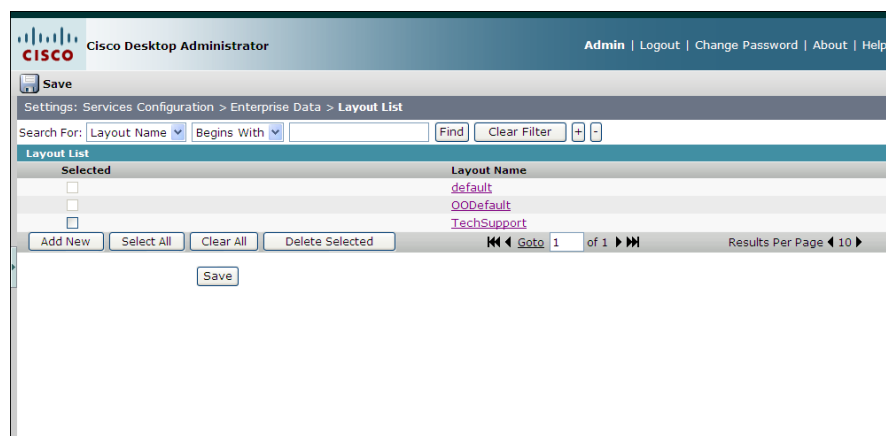 CISCO Cisco Desktop Administrator Admin | Logout | Change Password | About | Help
Save
Settings: Services Configuration > Enterprise Data > Layout List
Search For: Layout Name Begins With Find Clear Filter + -
Layout List
Selected Layout Name
default
OODefault
TechSupport
Add New Select All Clear All Delete Selected Goto 1 of 1 Results Per Page 10
Save